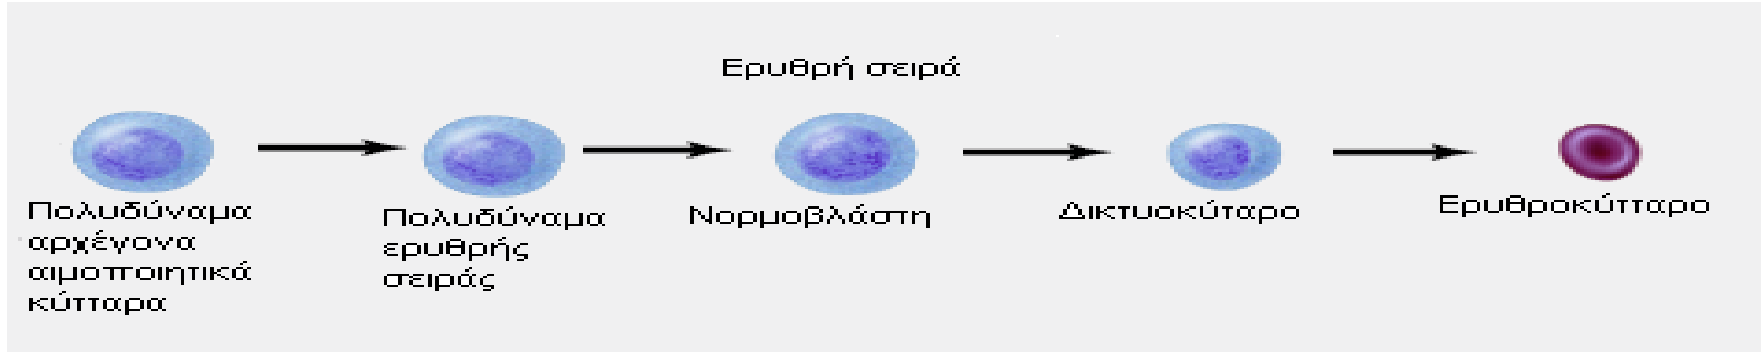 Ερυθρή σειρά
Πολυδύναμα
αρχέγονα
αιμοποιητικά
κύτταρα
Πολυδύναμα
ερυθρής
σειράς
Νορμοβλάστη
Δικτυοκύταρο
Ερυθροκύτταρο